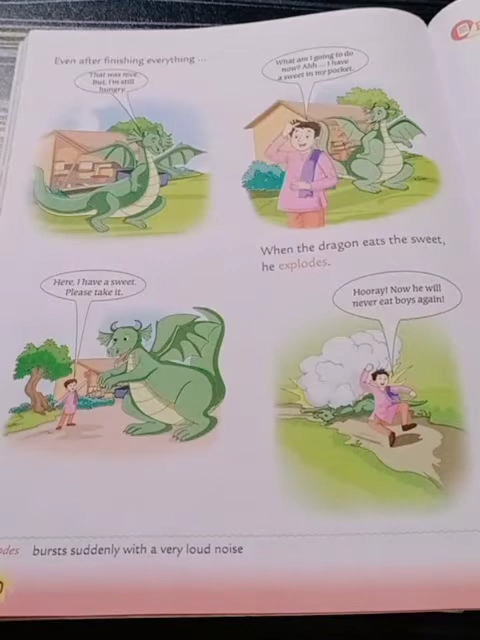 Even after finishing everything ...
That was nice.
But, I'm still
hungry.
What am I going to do
now? Ahh ... I have
a sweet in my pocket.
Here, I have a sweet.
Please take it.
When the dragon eats the sweet,
he explodes.
Hooray! Now he will
never eat boys again!
bursts suddenly with a very loud noise